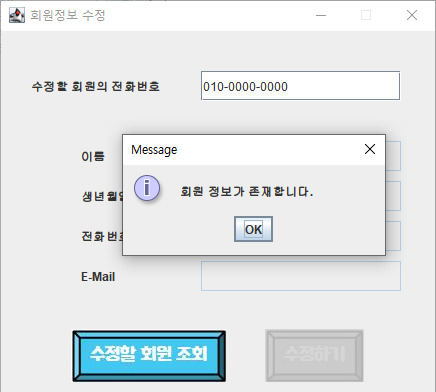 회원정보 수정
수정할 회원의 전화번호 010-0000-0000
Message
이름
회원 정보가 존재합니다.
OK
E-Mail
수정할 회원 조회 수정하기